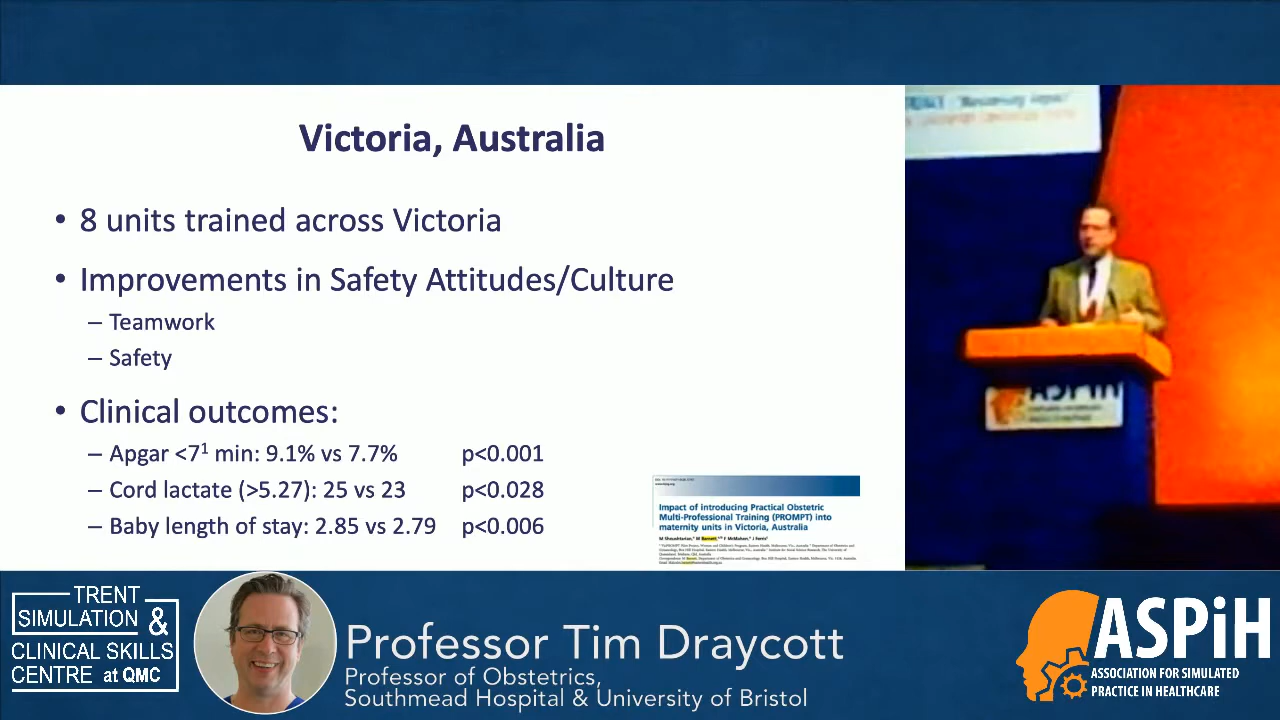 Victoria, Australia
• 8 units trained across Victoria
• Improvements in Safety Attitudes/Culture
– Teamwork
– Safety
• Clinical outcomes:
– Apgar <7¹ min: 9.1% vs 7.7% p<0.001
– Cord lactate (>5.27): 25 vs 23 p<0.028
– Baby length of stay: 2.85 vs 2.79 p<0.006
Impact of introducing Practical Obstetric
Multi-Professional Training (PROMPT) into
maternity units in Victoria, Australia
ASPiH
TRENT
SIMULATION &
CLINICAL SKILLS
CENTRE at QMC
Professor Tim Draycott
Professor of Obstetrics,
Southmead Hospital & University of Bristol
ASPiH
ASSOCIATION FOR SIMULATED
PRACTICE IN HEALTHCARE